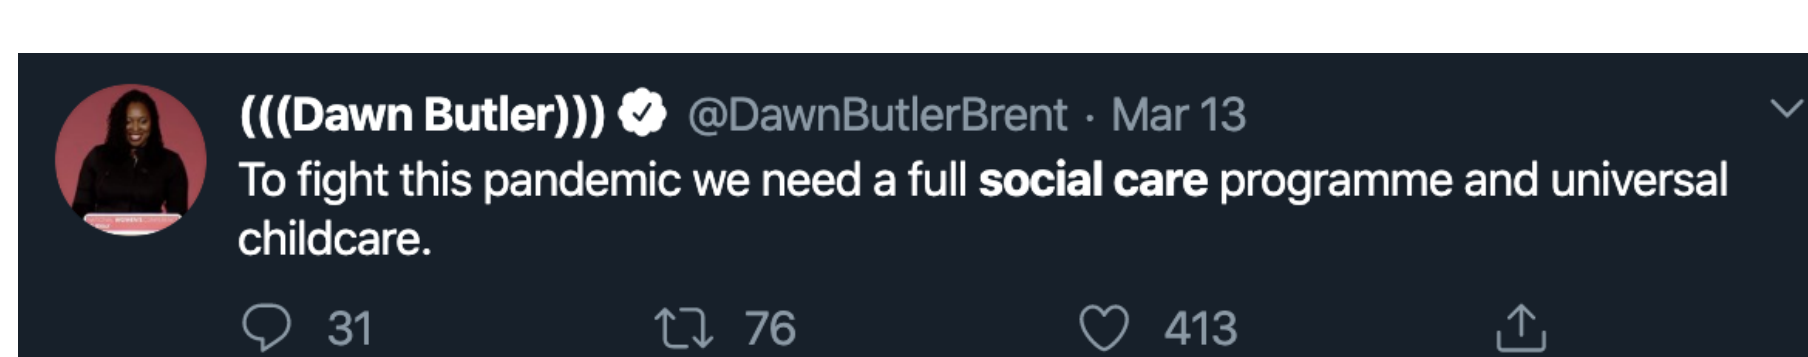 (((Dawn Butler))) @DawnButlerBrent · Mar 13
To fight this pandemic we need a full social care programme and universal
childcare.
31 76 413